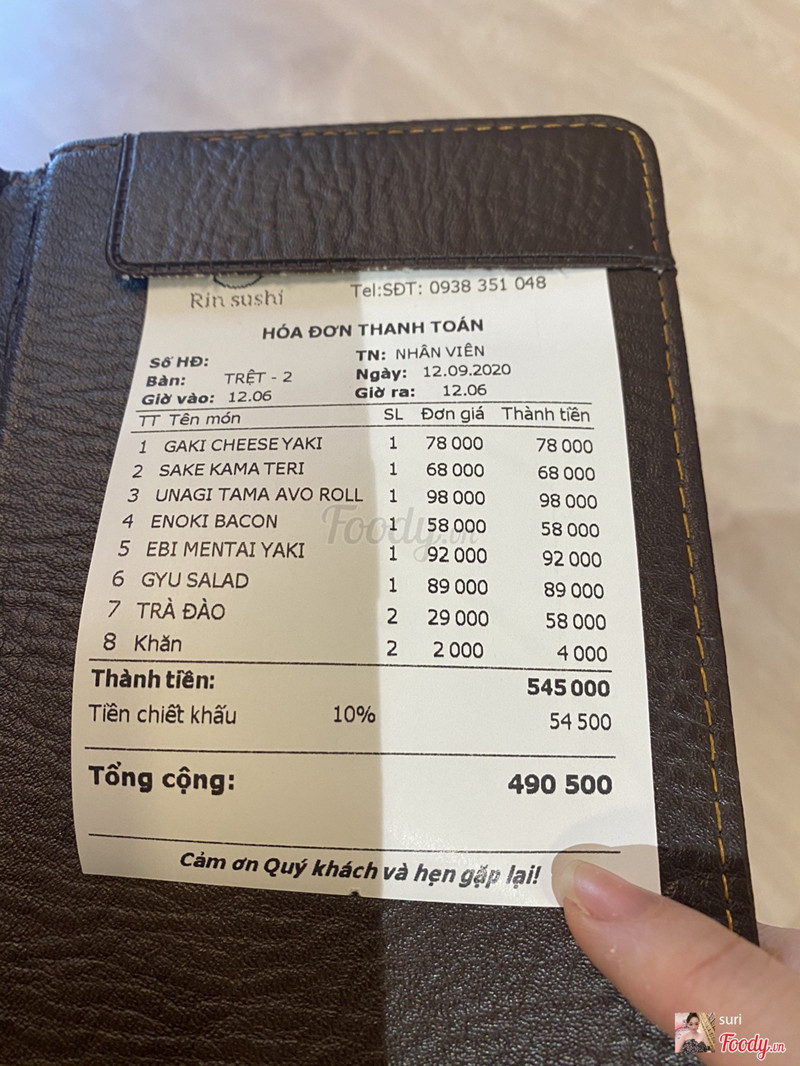 Rin sushi Tel:SĐT: 0938 351 048
HÓA ĐƠN THANH TOÁN
Số HĐ: TN: NHÂN VIÊN
Bàn: TRỆT - 2 Ngày: 12.09.2020
Giờ vào: 12.06 Giờ ra: 12.06
TT Tên món SL Đơn giá Thành tiền
1 GAKI CHEESE YAKI 1 78 000 78 000
2 SAKE KAMA TERI 1 68 000 68 000
3 UNAGI TAMA AVO ROLL 1 98 000 98 000
4 ENOKI BACON 1 58 000 58 000
Foody.vn
5 EBI MENTAI YAKI 1 92 000 92 000
6 GYU SALAD 1 89 000 89 000
7 TRÀ ĐÀO 2 29 000 58 000
8 Khăn 2 2 000 4 000
Thành tiền: 545 000
Tiền chiết khấu 10% 54 500
Tổng cộng: 490 500
Cảm ơn Quý khách và hẹn gặp lại!
suri
Foody.vn